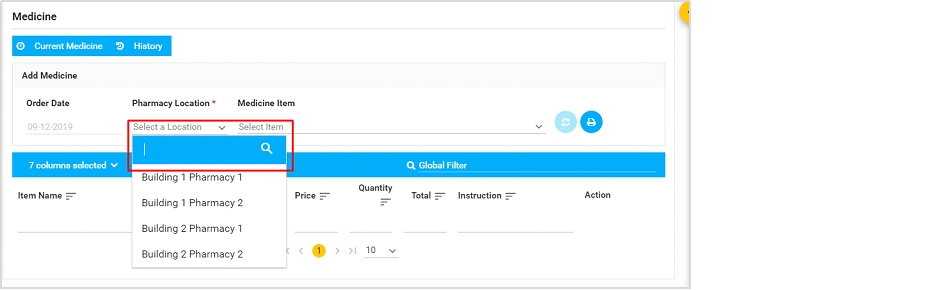 Medicine
Current Medicine History
Add Medicine
Order Date Pharmacy Location * Medicine Item
09-12-2019 Select a Location Select Item
7 columns selected Global Filter
Building 1 Pharmacy 1
Item Name Price Quantity Total Instruction Action
Building 1 Pharmacy 2
Building 2 Pharmacy 1
Building 2 Pharmacy 2
1 10